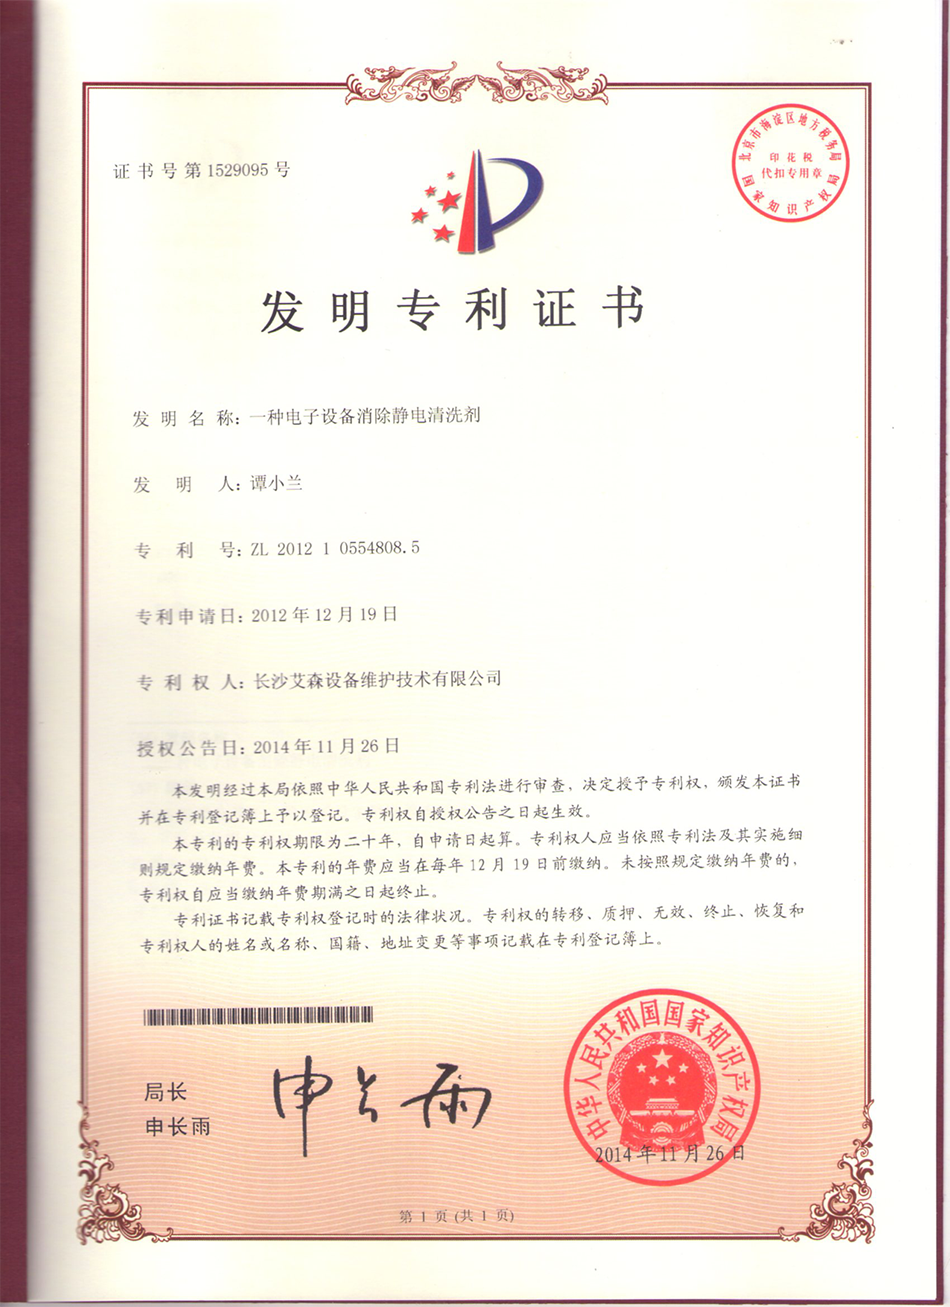 证书号第1529095号
北京市海淀区地方税务局
印花税
代扣专用章
国家知识产权局
发明专利证书
发明名称：一种电子设备消除静电清洗剂
发明人：谭小兰
专利号：ZL 2012 1 0554808.5
专利申请日：2012年12月19日
专利权人：长沙艾森设备维护技术有限公司
授权公告日：2014年11月26日
本发明经过本局依照中华人民共和国专利法进行审查，决定授予专利权，颁发本证书
并在专利登记簿上予以登记。专利权自授权公告之日起生效。
本专利的专利权期限为二十年，自申请日起算。专利权人应当依照专利法及其实施细
则规定缴纳年费。本专利的年费应当在每年12月19日前缴纳。未按照规定缴纳年费的，
专利权自应当缴纳年费期满之日起终止。
专利证书记载专利权登记时的法律状况。专利权的转移、质押、无效、终止、恢复和
专利权人的姓名或名称、国籍、地址变更等事项记载在专利登记簿上。
局长
申长雨
申长雨
中华人民共和国国家知识产权局
2014年11月26日
第1页(共1页)